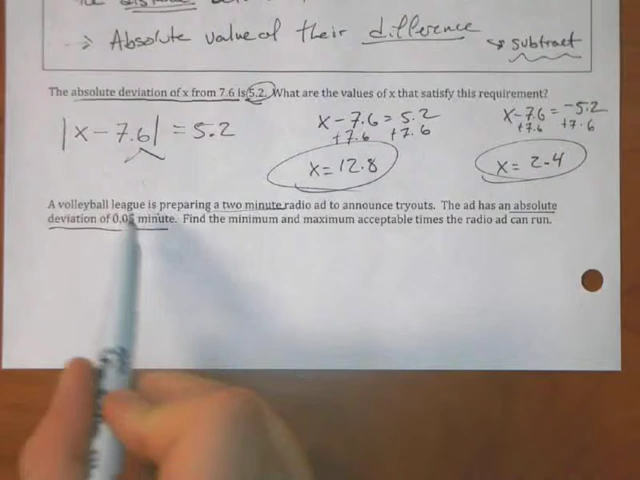 ⇒ Absolute value of their difference
↪ subtract
The absolute deviation of x from 7.6 is 5.2. What are the values of x that satisfy this requirement?
|x - 7.6| = 5.2
x - 7.6 = 5.2
+7.6 +7.6
x = 12.8
x - 7.6 = -5.2
+7.6 +7.6
x = 2.4
A volleyball league is preparing a two minute radio ad to announce tryouts. The ad has an absolute
deviation of 0.05 minute. Find the minimum and maximum acceptable times the radio ad can run.